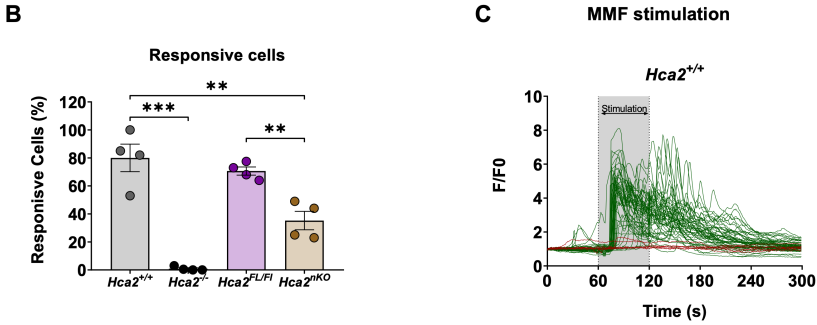 B
Responsive cells
**
***
**
Responisve Cells (%)
120
100
80
60
40
20
0
Hca2+/+
Hca2-/-
Hca2FL/Fl
Hca2nKO
C
MMF stimulation
Hca2+/+
Stimulation
F/F0
10
8
6
4
2
0
0 60 120 180 240 300
Time (s)